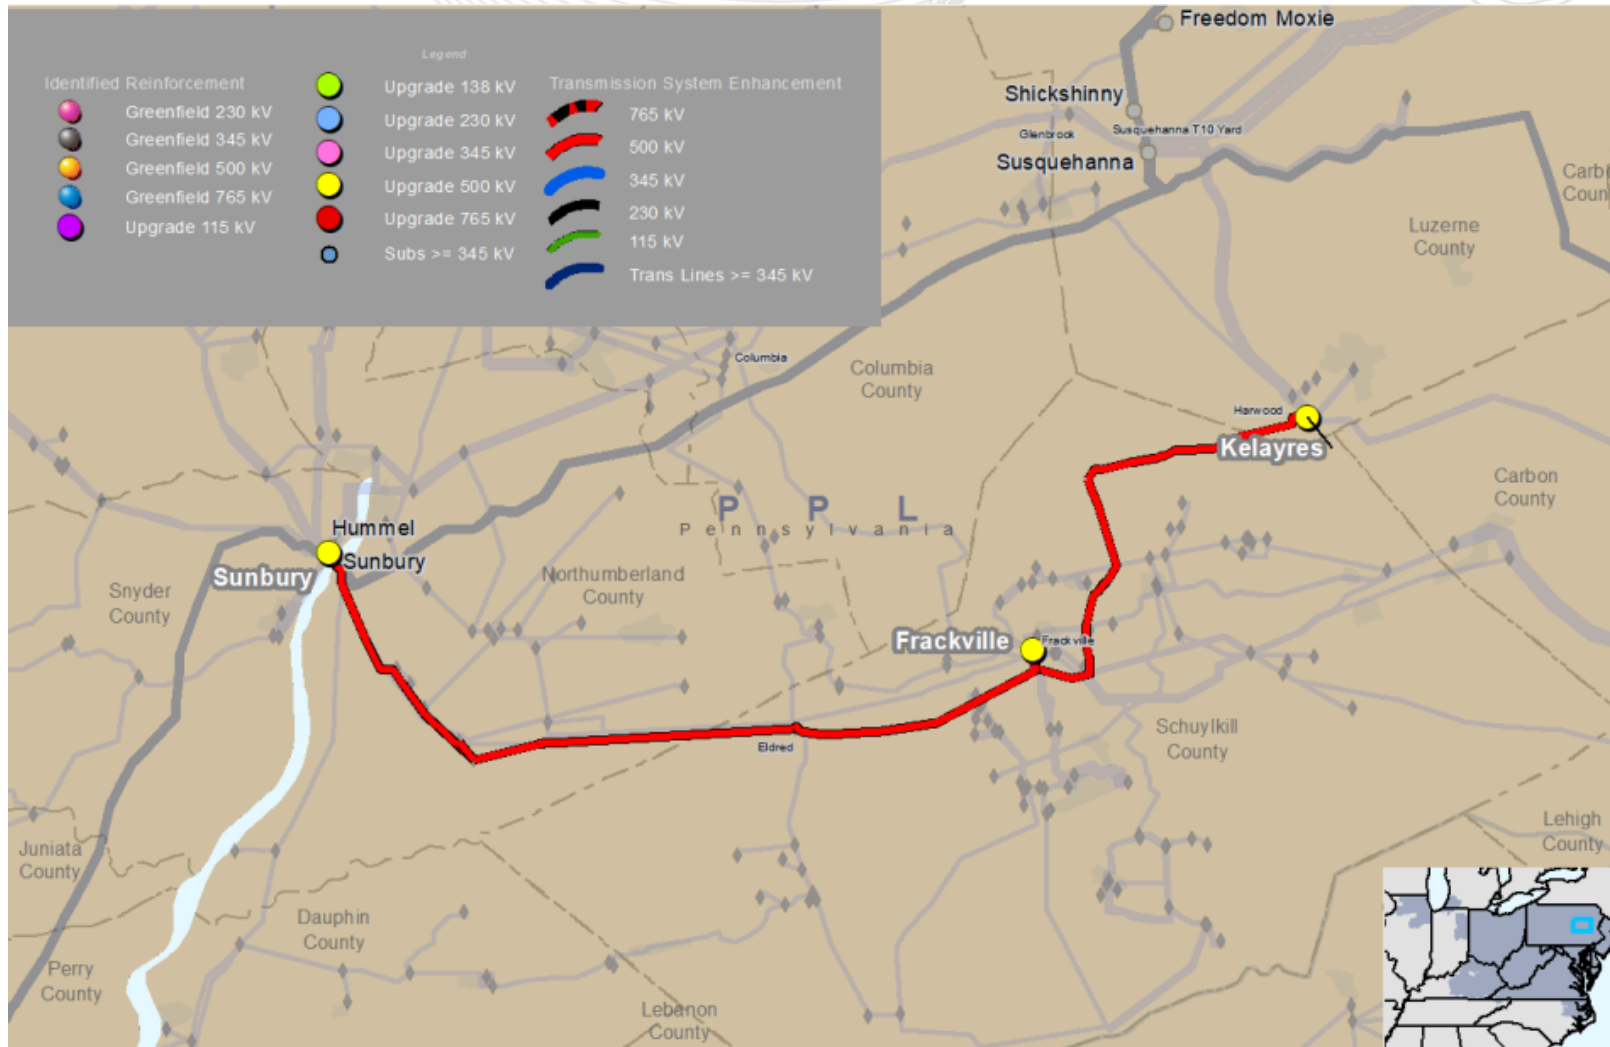 Legend
Identified Reinforcement
Greenfield 230 kV
Greenfield 345 kV
Greenfield 500 kV
Greenfield 765 kV
Upgrade 115 kV
Upgrade 138 kV
Upgrade 230 kV
Upgrade 345 kV
Upgrade 500 kV
Upgrade 765 kV
Subs >= 345 kV
Transmission System Enhancement
765 kV
500 kV
345 kV
230 kV
115 kV
Trans Lines >= 345 kV
Freedom Moxie
Shickshinny
Glenbrook
Susquehanna T10 Yard
Susquehanna
Luzerne
County
Columbia
Columbia
County
Harwood
Kelayres
Carbon
County
P P L
Pennsylvania
Hummel
Sunbury
Sunbury
Snyder
County
Northumberland
County
Frackville
Frackville
Eldred
Schuylkill
County
Juniata
County
Lehigh
County
Dauphin
County
Perry
County
Lebanon
County